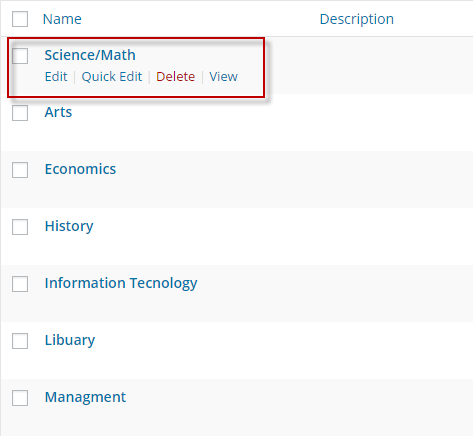 Name Description
Science/Math
Edit | Quick Edit | Delete | View
Arts
Economics
History
Information Tecnology
Libuary
Managment